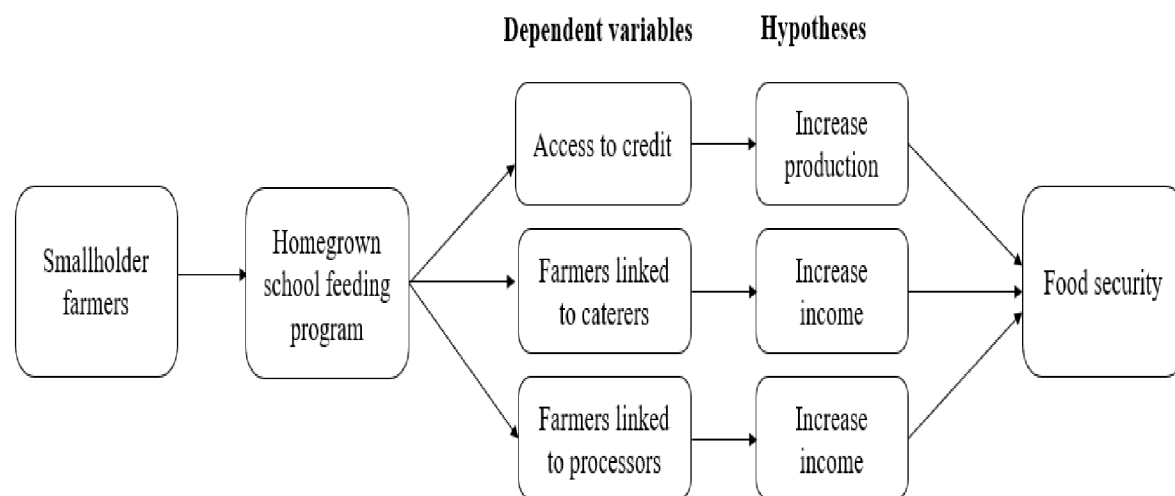 Dependent variables
Hypotheses
Smallholder
farmers
Homegrown
school feeding
program
Access to credit
Increase
production
Farmers linked
to caterers
Increase
income
Farmers linked
to processors
Increase
income
Food security